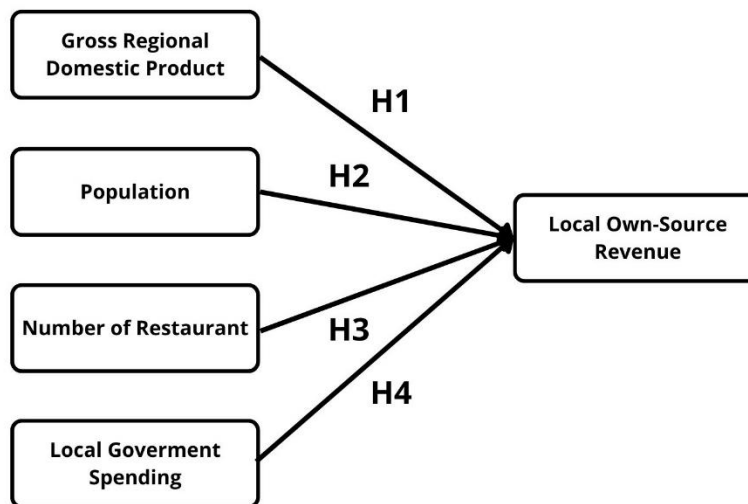 Gross Regional
Domestic Product
H1
Population
H2
Local Own-Source
Revenue
Number of Restaurant
H3
H4
Local Goverment
Spending